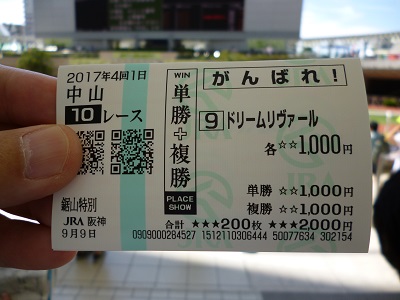 2017年4回1日
中山
10レース
鋸山特別
JRA 阪神
9月9日
WIN
単勝+複勝
PLACE
SHOW
がんばれ!
9 ドリームリヴァール
各☆☆1,000円
単勝 ☆☆1,000円
複勝 ☆☆1,000円
合計 ★★★200枚 ★★★2,000円
0909000284527 1512110306444 50077634 302154